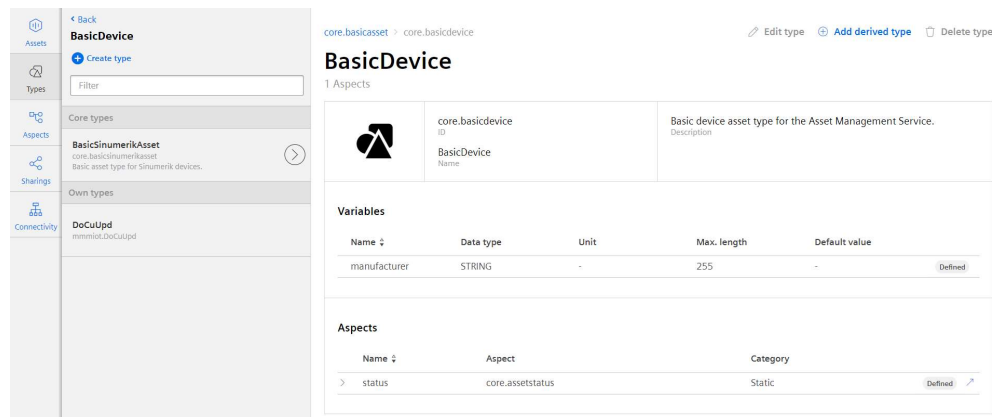 Assets
Types
Aspects
Sharings
Connectivity
Back
BasicDevice
Create type
Filter
Core types
BasicSinumerikAsset
core.basicsinumerikasset
Basic asset type for Sinumerik devices.
Own types
DoCuUpd
mmmiot.DoCuUpd
core.basicasset > core.basicdevice
Edit type Add derived type Delete type
BasicDevice
1 Aspects
core.basicdevice
ID
BasicDevice
Name
Basic device asset type for the Asset Management Service.
Description
Variables
Name Data type Unit Max. length Default value
manufacturer STRING - 255 - Defined
Aspects
Name Aspect Category
status core.assetstatus Static Defined